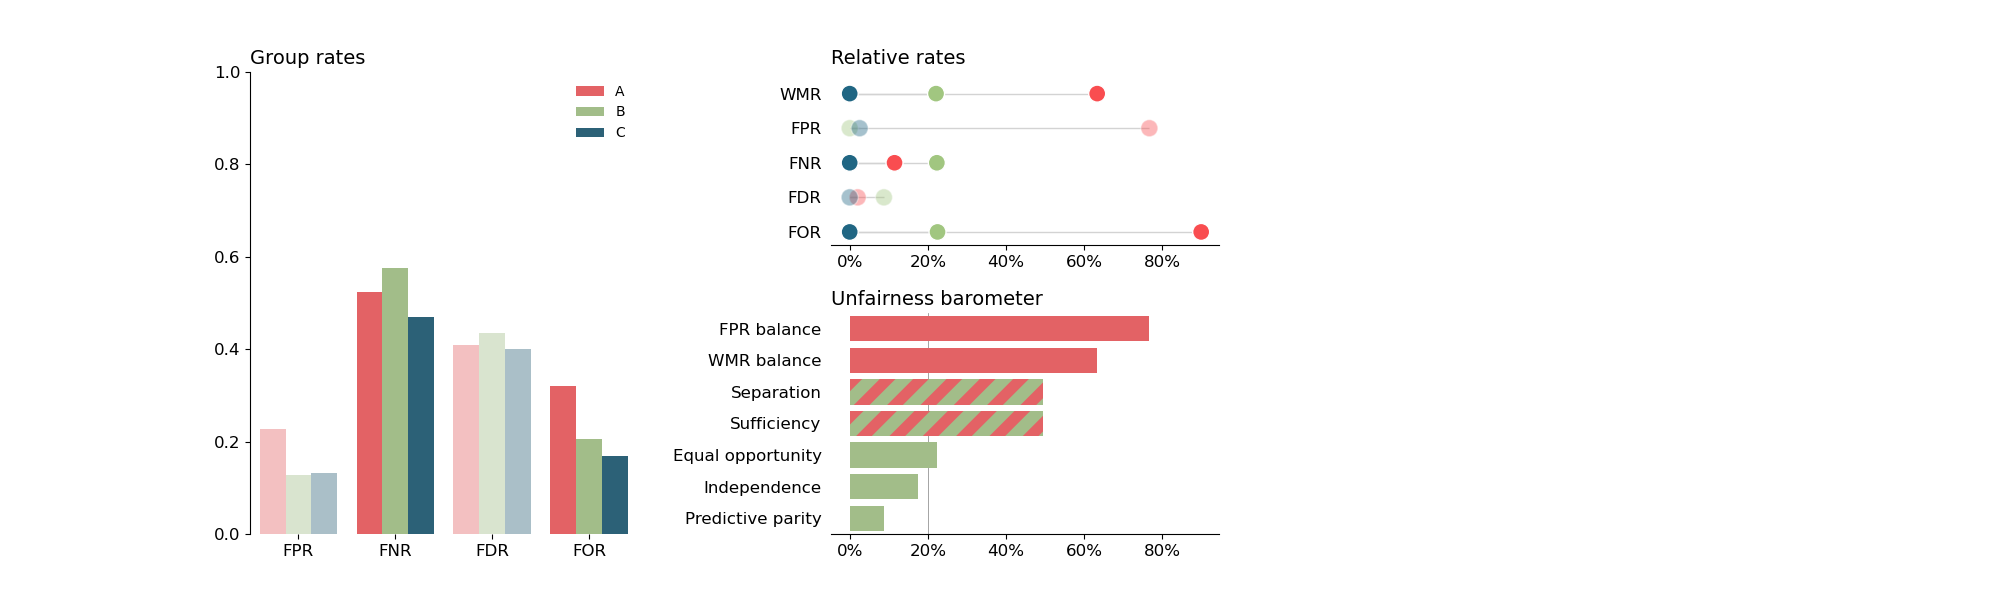 Group rates
1.0
0.8
0.6
0.4
0.2
0.0
FPR
FNR
FDR
FOR
A
B
C
Relative rates
WMR
FPR
FNR
FDR
FOR
0%
20%
40%
60%
80%
Unfairness barometer
FPR balance
WMR balance
Separation
Sufficiency
Equal opportunity
Independence
Predictive parity
0%
20%
40%
60%
80%